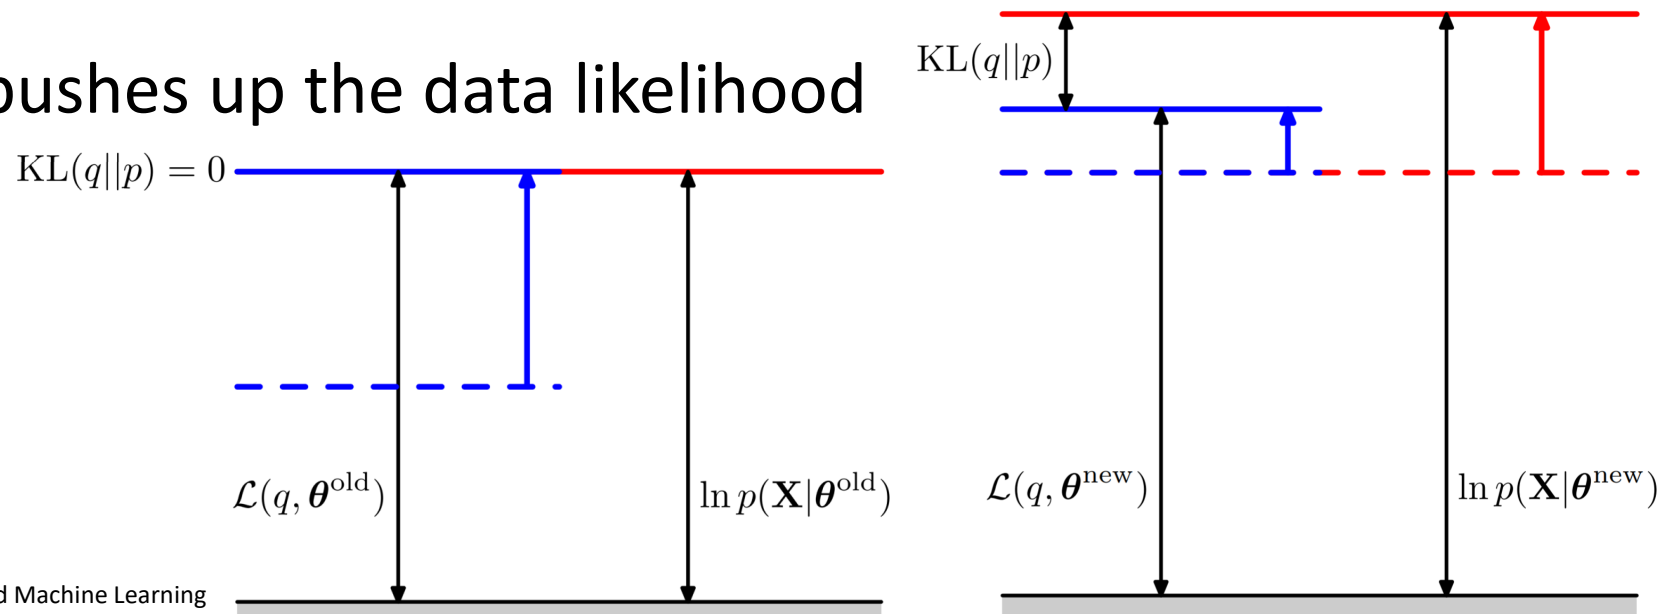 pushes up the data likelihood
KL(q||p) = 0
ℒ(q, θ^old)
ln p(X|θ^old)
KL(q||p)
ℒ(q, θ^new)
ln p(X|θ^new)
d Machine Learning